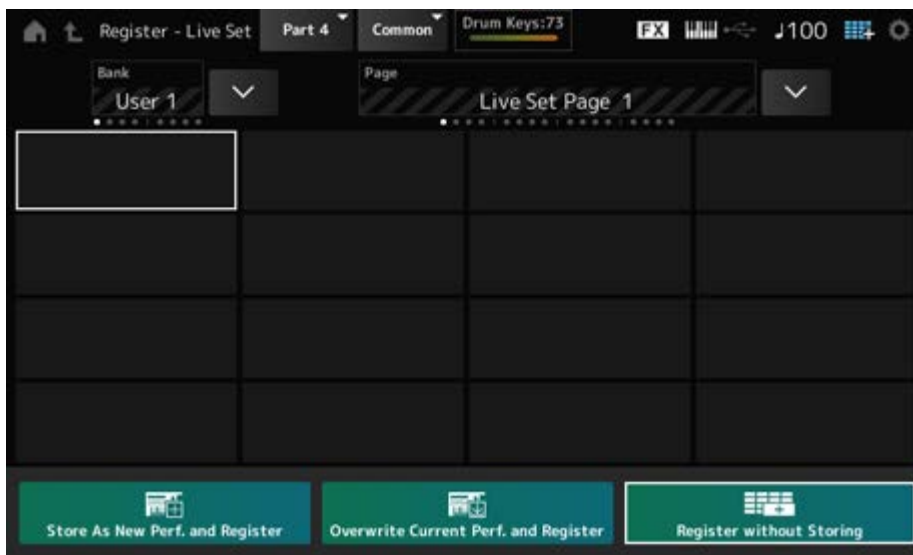 Register - Live Set
Part 4
Common
Drum Keys:73
FX
♩100
Bank
User 1
Page
Live Set Page 1
Store As New Perf. and Register
Overwrite Current Perf. and Register
Register without Storing